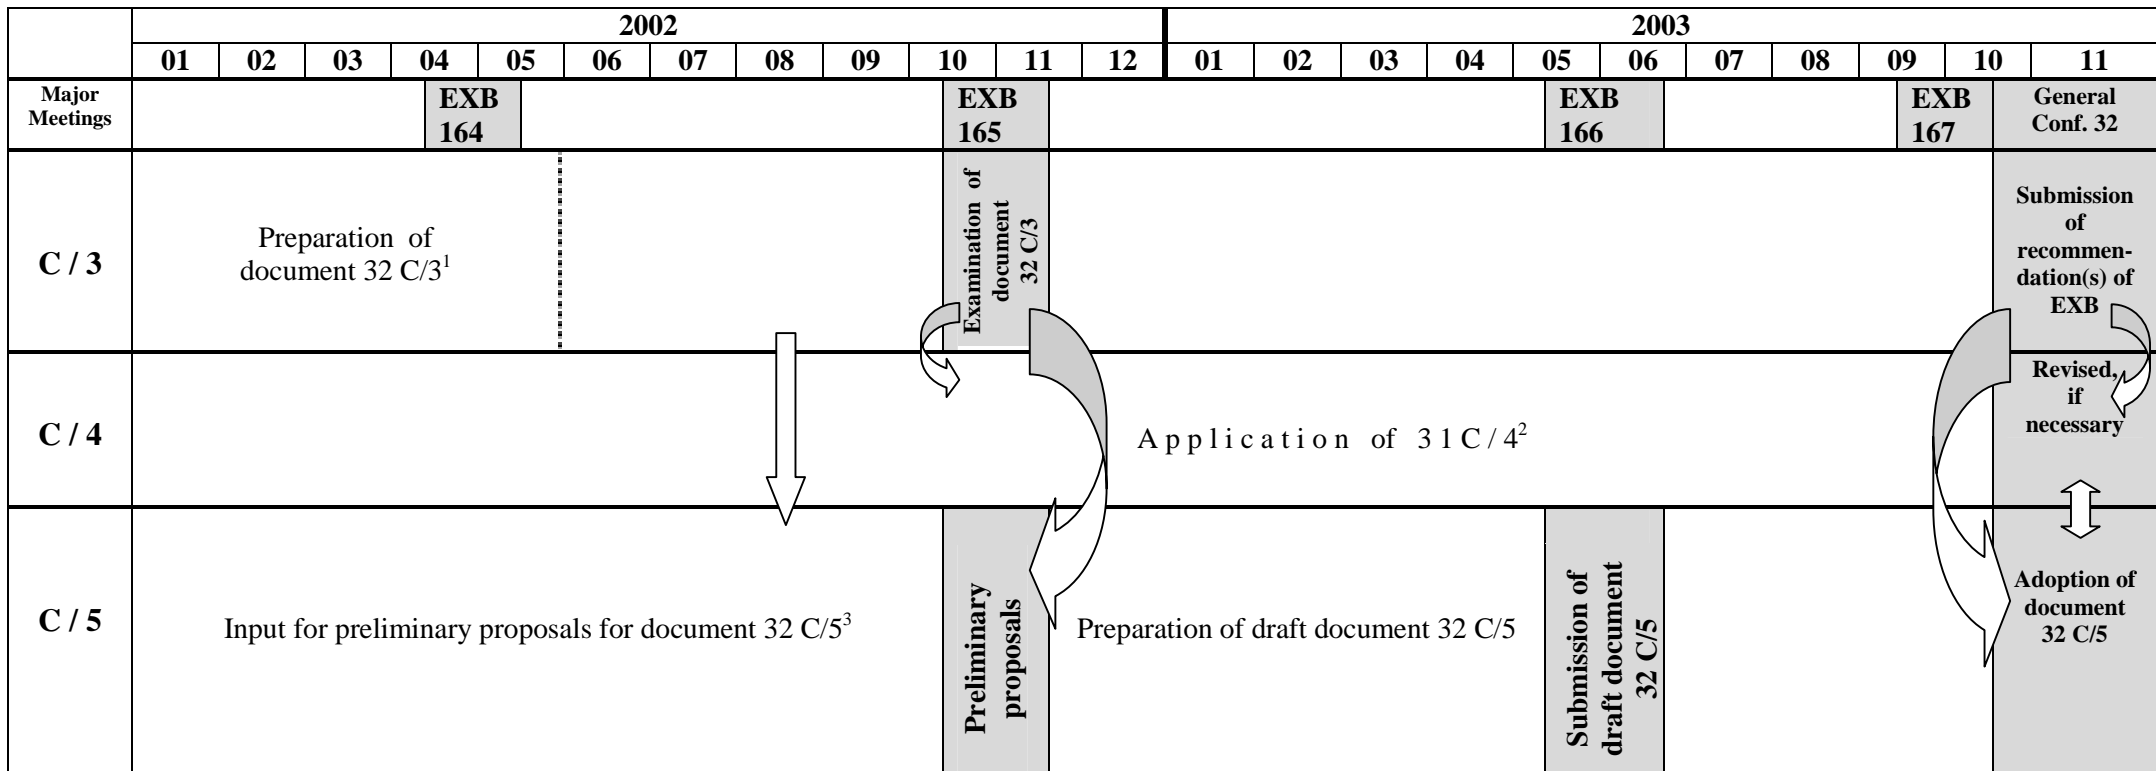 2002 2003
01 02 03 04 05 06 07 08 09 10 11 12 01 02 03 04 05 06 07 08 09 10 11
Major
Meetings
EXB
164
EXB
165
EXB
166
EXB
167
General
Conf. 32
C / 3
Preparation of
document 32 C/3¹
Examination of
document
32 C/3
Submission
of
recommen-
dation(s) of
EXB
C / 4
Application of 31 C / 4²
Revised,
if
necessary
C / 5
Input for preliminary proposals for document 32 C/5³
Preliminary
proposals
Preparation of draft document 32 C/5
Submission of
draft document
32 C/5
Adoption of
document
32 C/5